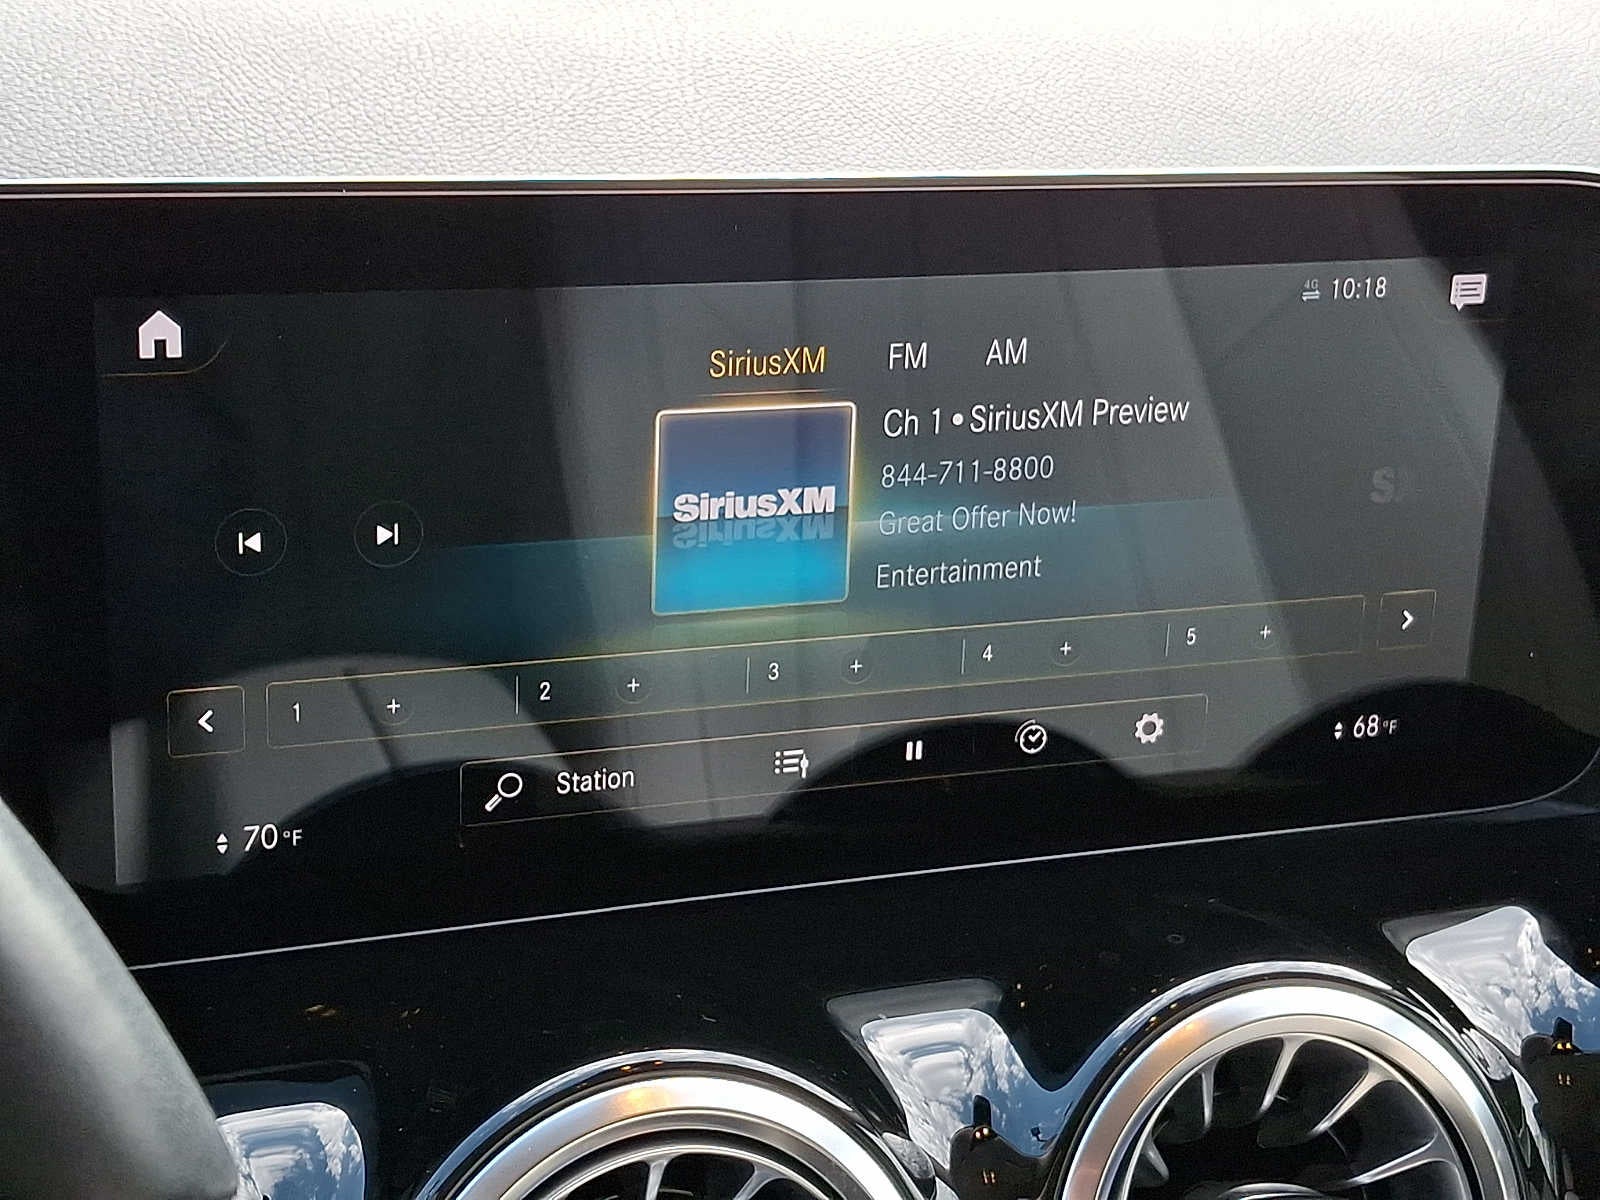 4G 10:18
SiriusXM FM AM
Ch 1 • SiriusXM Preview
844-711-8800
SiriusXM
Great Offer Now!
Entertainment
S.
1 + 2 + 3 + 4 + 5 +
Station
70°F
68°F